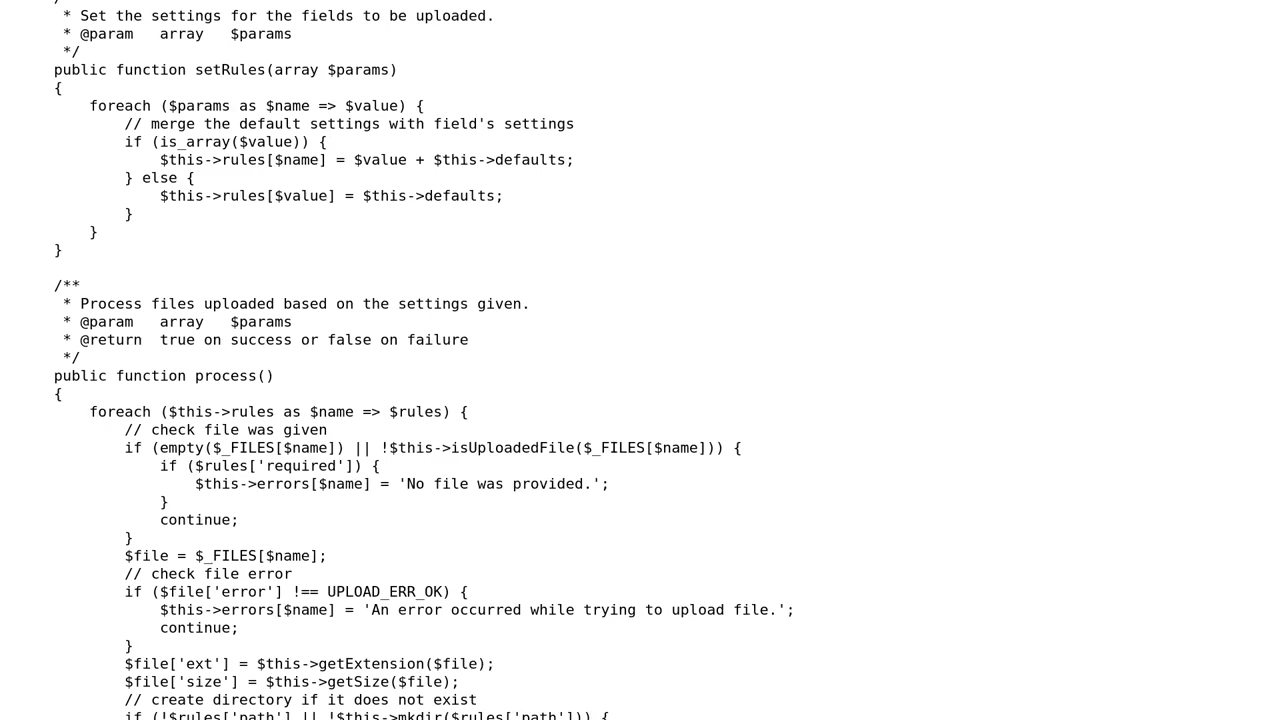 /
     * Set the settings for the fields to be uploaded.
     * @param   array   $params
     */
    public function setRules(array $params)
    {
        foreach ($params as $name => $value) {
            // merge the default settings with field's settings
            if (is_array($value)) {
                $this->rules[$name] = $value + $this->defaults;
            } else {
                $this->rules[$value] = $this->defaults;
            }
        }
    }

    /**
     * Process files uploaded based on the settings given.
     * @param   array   $params
     * @return  true on success or false on failure
     */
    public function process()
    {
        foreach ($this->rules as $name => $rules) {
            // check file was given
            if (empty($_FILES[$name]) || !$this->isUploadedFile($_FILES[$name])) {
                if ($rules['required']) {
                    $this->errors[$name] = 'No file was provided.';
                }
                continue;
            }
            $file = $_FILES[$name];
            // check file error
            if ($file['error'] !== UPLOAD_ERR_OK) {
                $this->errors[$name] = 'An error occurred while trying to upload file.';
                continue;
            }
            $file['ext'] = $this->getExtension($file);
            $file['size'] = $this->getSize($file);
            // create directory if it does not exist
            if (!$rules['path'] || !$this->mkdir($rules['path'])) {